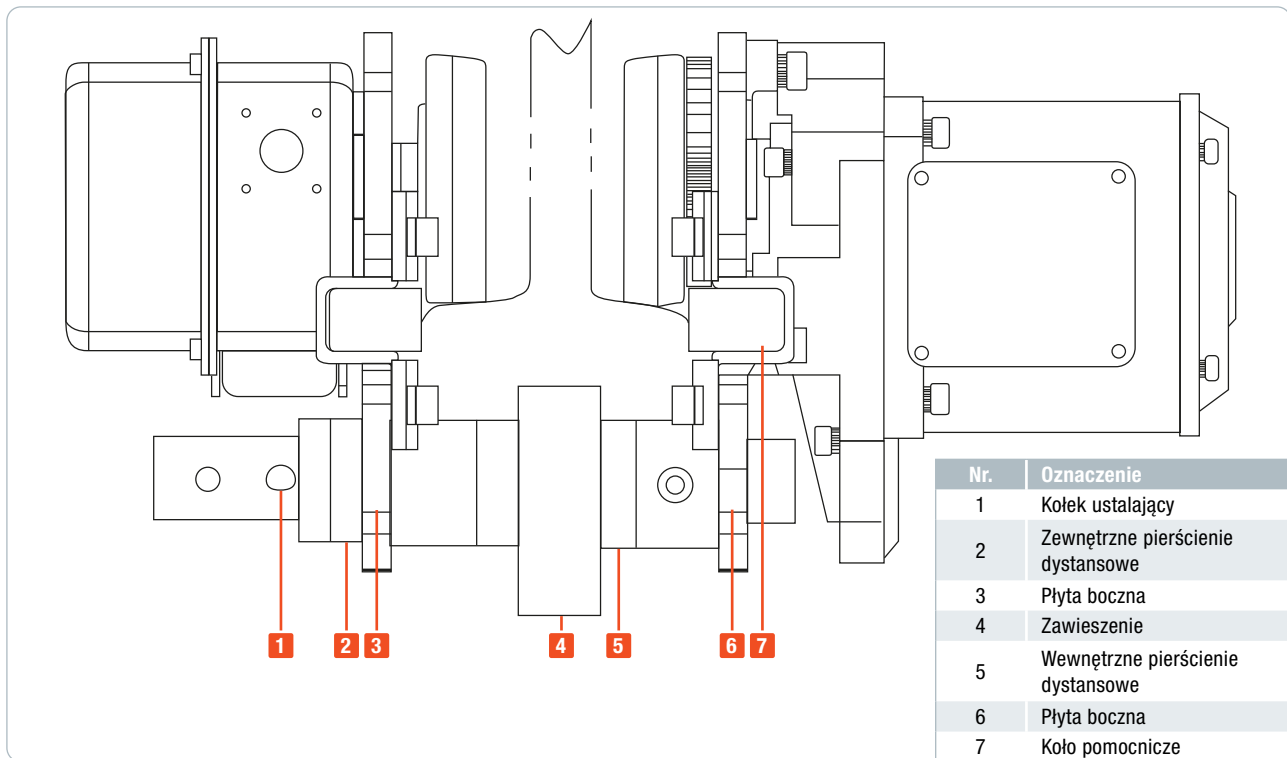 1
2
3
4
5
6
7
Nr. Oznaczenie
1 Kołek ustalający
2 Zewnętrzne pierścienie
dystansowe
3 Płyta boczna
4 Zawieszenie
5 Wewnętrzne pierścienie
dystansowe
6 Płyta boczna
7 Koło pomocnicze